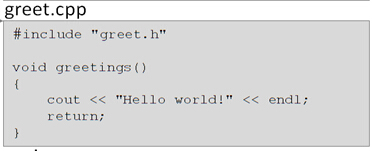 greet.cpp
#include "greet.h"
void greetings()
{
cout << "Hello world!" << endl;
return;
}